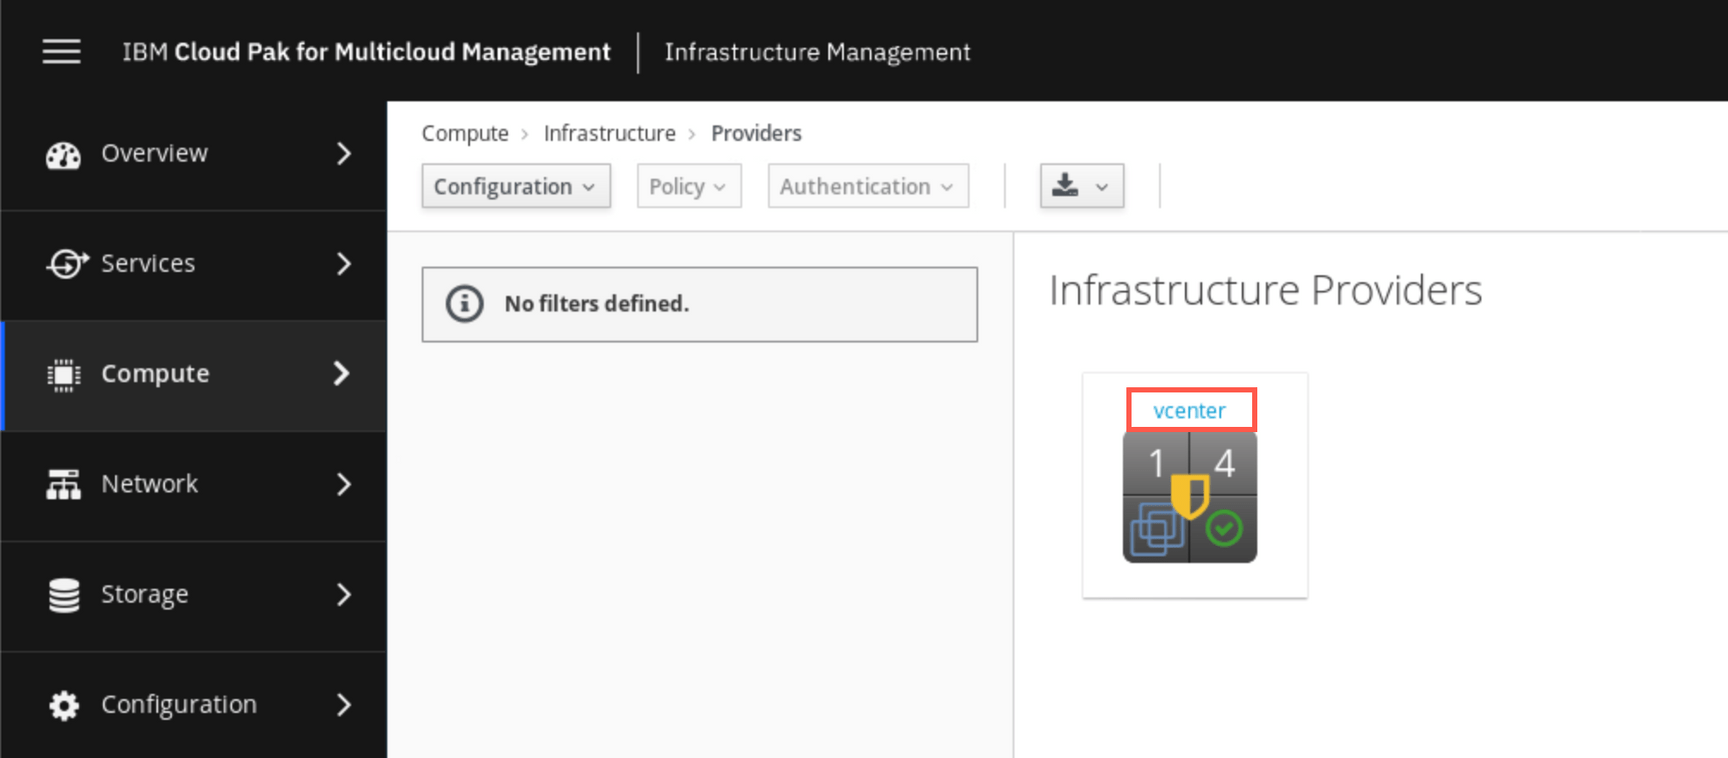 IBM Cloud Pak for Multicloud Management
Infrastructure Management
Overview
Services
Compute
Network
Storage
Configuration
Compute > Infrastructure > Providers
Configuration
Policy
Authentication
No filters defined.
Infrastructure Providers
vcenter
1
4